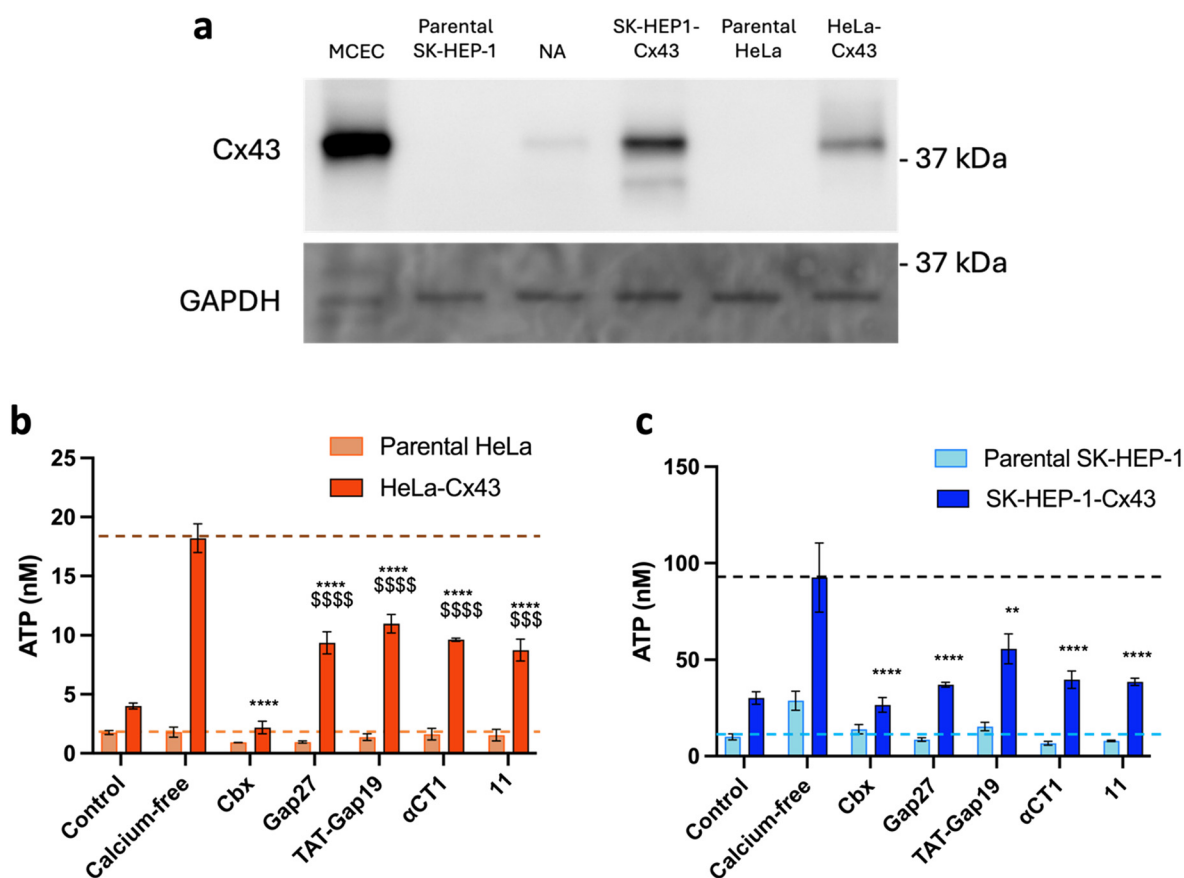 a
MCEC
Parental
SK-HEP-1
NA
SK-HEP1-
Cx43
Parental
HeLa
HeLa-
Cx43
Cx43
- 37 kDa
GAPDH
- 37 kDa
b
Parental HeLa
HeLa-Cx43
ATP (nM)
25
20
15
10
5
0
****
****
$$$$
****
$$$$
****
$$$$
****
$$$
Control
Calcium-free
Cbx
Gap27
TAT-Gap19
αCT1
11
c
Parental SK-HEP-1
SK-HEP-1-Cx43
ATP (nM)
150
100
50
0
****
****
**
****
****
Control
Calcium-free
Cbx
Gap27
TAT-Gap19
αCT1
11